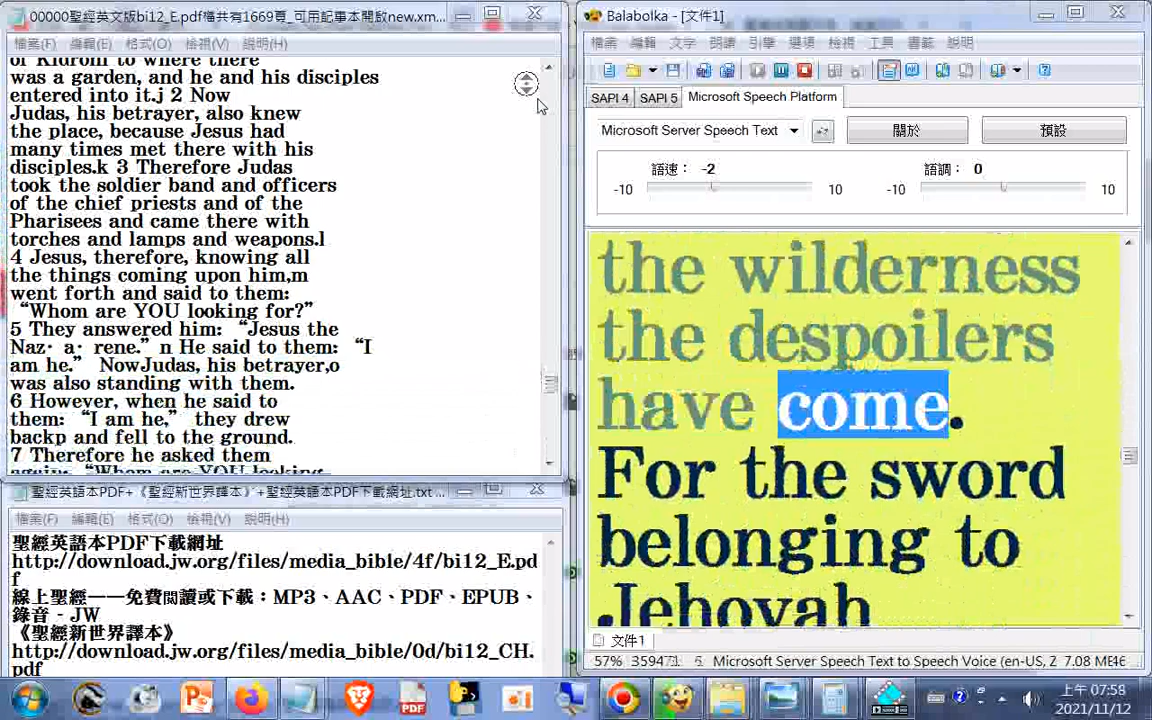 00000聖經英文版bi12_E.pdf檔共有1669頁_可用記事本開啟new.xm...
檔案(F) 編輯(E) 格式(O) 檢視(V) 說明(H)
of Kidron to where there
was a garden, and he and his disciples
entered into it.j 2 Now
Judas, his betrayer, also knew
the place, because Jesus had
many times met there with his
disciples.k 3 Therefore Judas
took the soldier band and officers
of the chief priests and of the
Pharisees and came there with
torches and lamps and weapons.l
4 Jesus, therefore, knowing all
the things coming upon him,m
went forth and said to them:
“Whom are YOU looking for?”
5 They answered him: “Jesus the
Naz· a· rene.” n He said to them: “I
am he.” NowJudas, his betrayer,o
was also standing with them.
6 However, when he said to
them: “I am he,” they drew
backp and fell to the ground.
7 Therefore he asked them
again: “Whom are YOU looking
聖經英語本PDF+《聖經新世界譯本》+聖經英語本PDF下載網址.txt ...
檔案(F) 編輯(E) 格式(O) 檢視(V) 說明(H)
聖經英語本PDF下載網址
http://download.jw.org/files/media_bible/4f/bi12_E.pd
f
線上聖經——免費閱讀或下載：MP3、AAC、PDF、EPUB、
錄音 - JW
《聖經新世界譯本》
http://download.jw.org/files/media_bible/0d/bi12_CH.
pdf
Balabolka - [文件1]
檔案 編輯 文字 朗讀 引擎 選項 檢視 工具 書籤 說明
SAPI 4 SAPI 5 Microsoft Speech Platform
Microsoft Server Speech Text 關於 預設
語速： -2 語調： 0
-10 10 -10 10
the wilderness
the despoilers
have come.
For the sword
belonging to
Jehovah
文件1
57% Microsoft Server Speech Text to Speech Voice (en-US, Z 7.08 ME
PDF
上午 07:58
2021/11/12